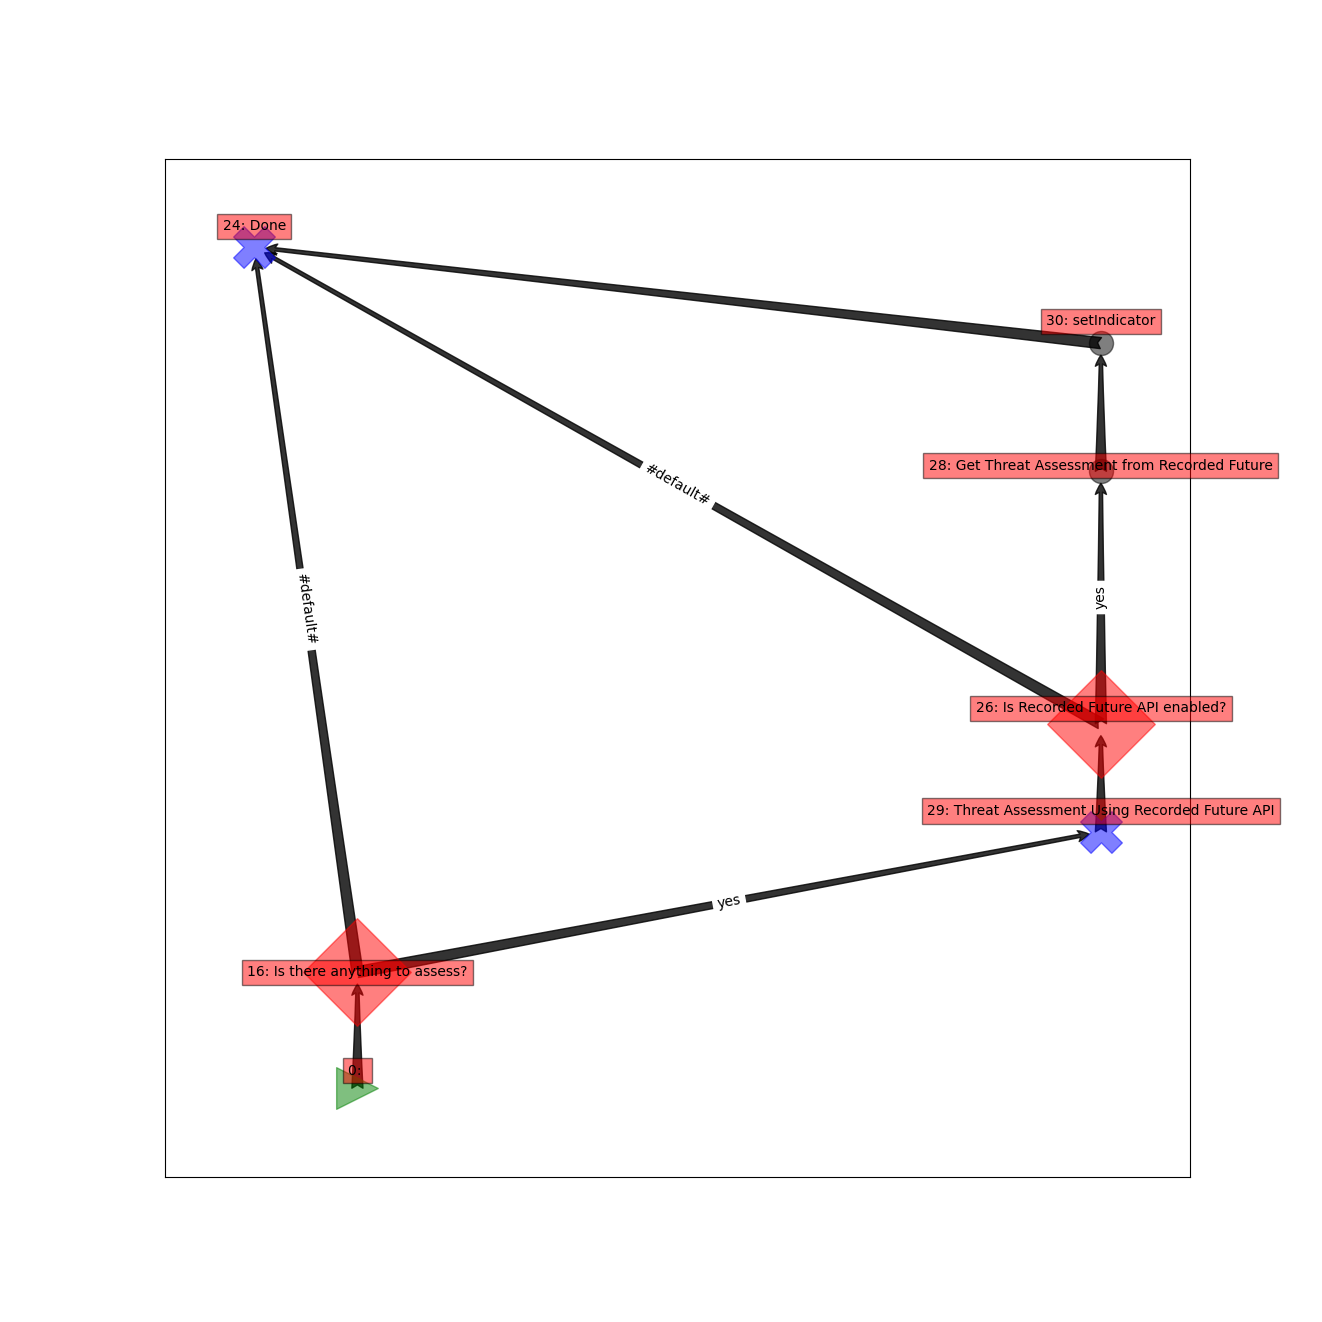 24: Done
30: setIndicator
28: Get Threat Assessment from Recorded Future
#default#
yes
#default#
26: Is Recorded Future API enabled?
29: Threat Assessment Using Recorded Future API
yes
16: Is there anything to assess?
0: